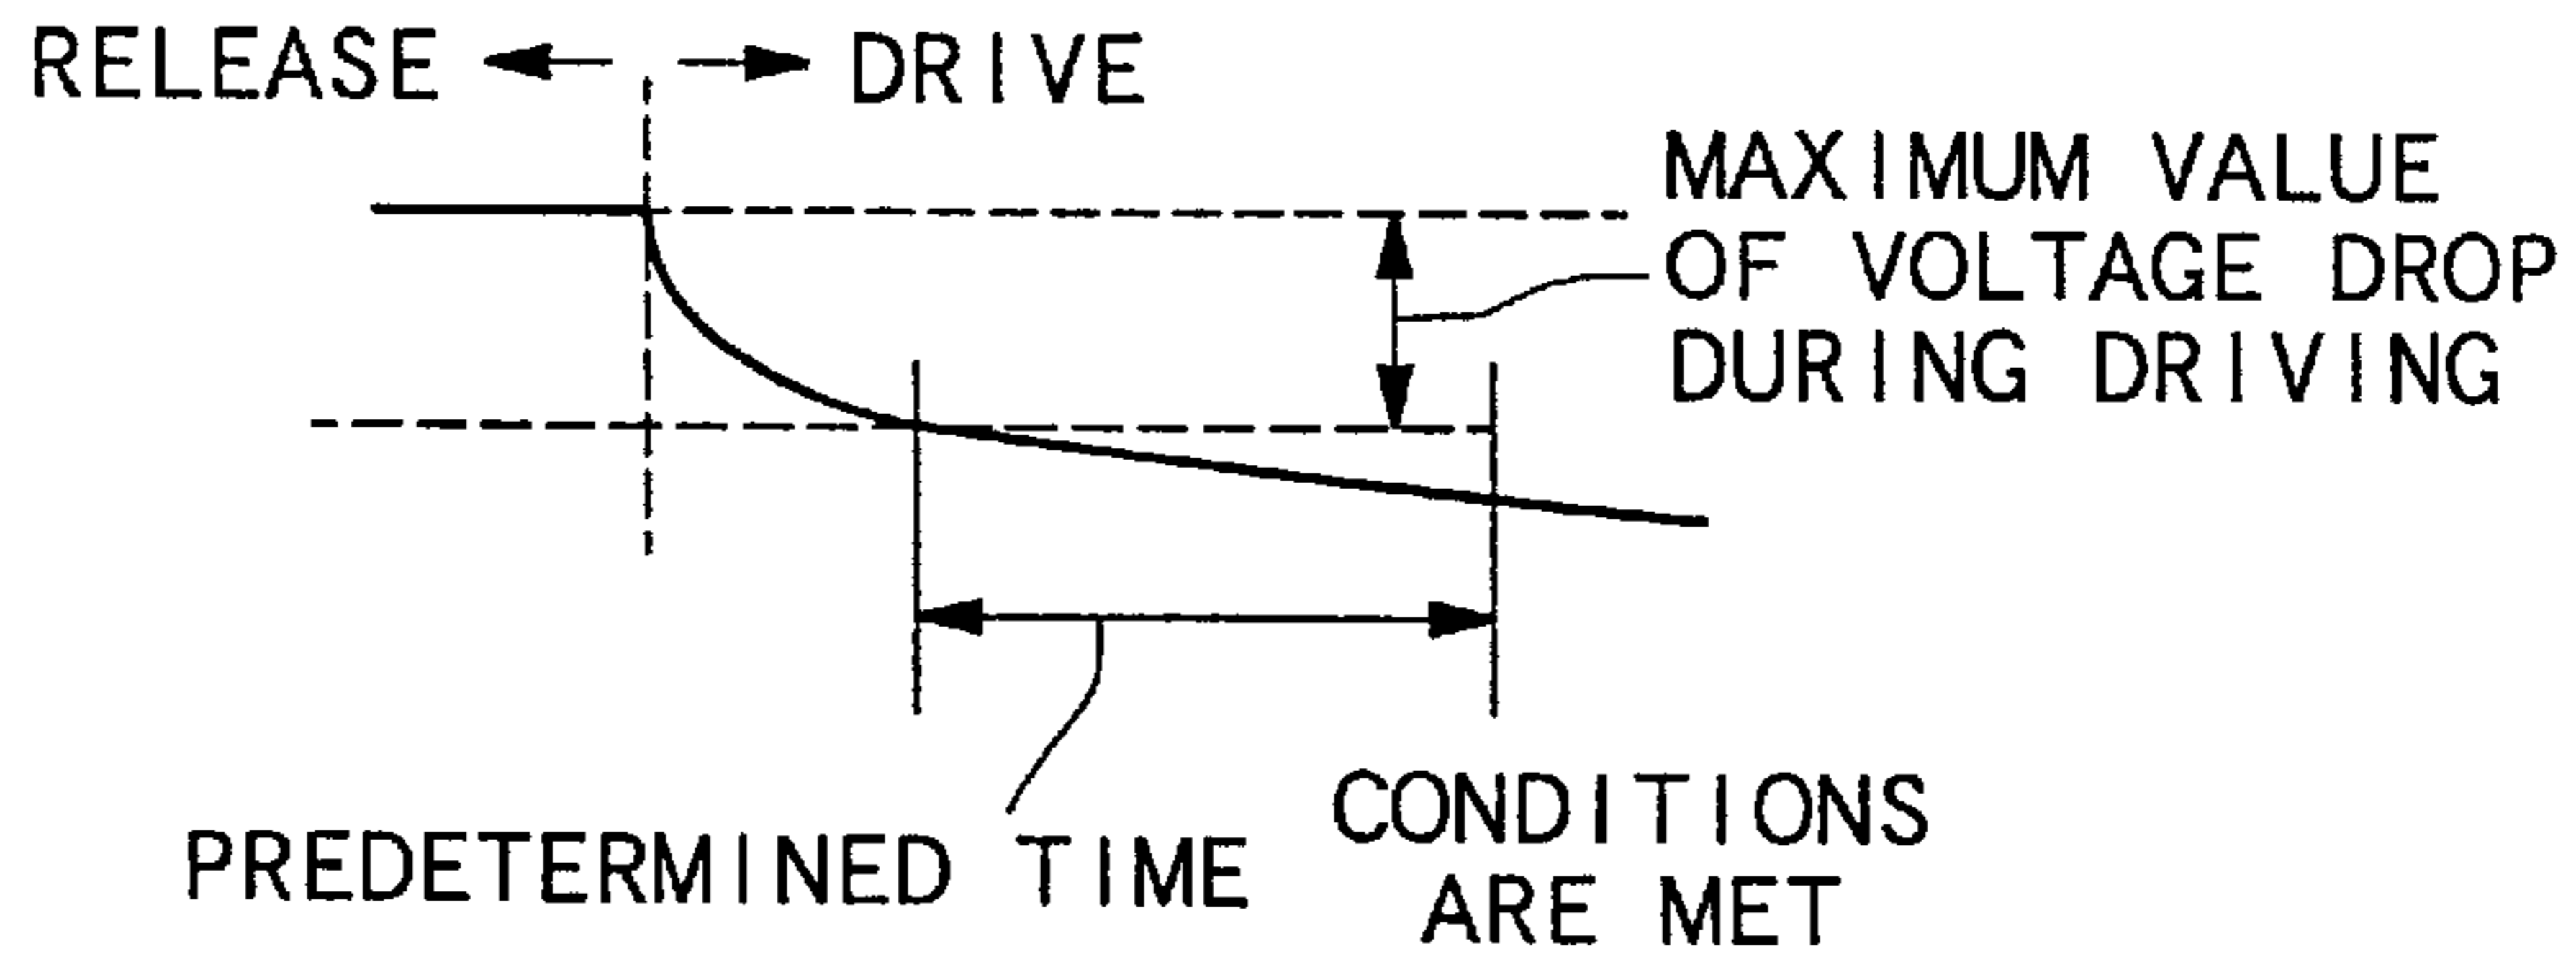 RELEASE
DRIVE
MAXIMUM VALUE
OF VOLTAGE DROP
DURING DRIVING
PREDETERMINED TIME
CONDITIONS
ARE MET